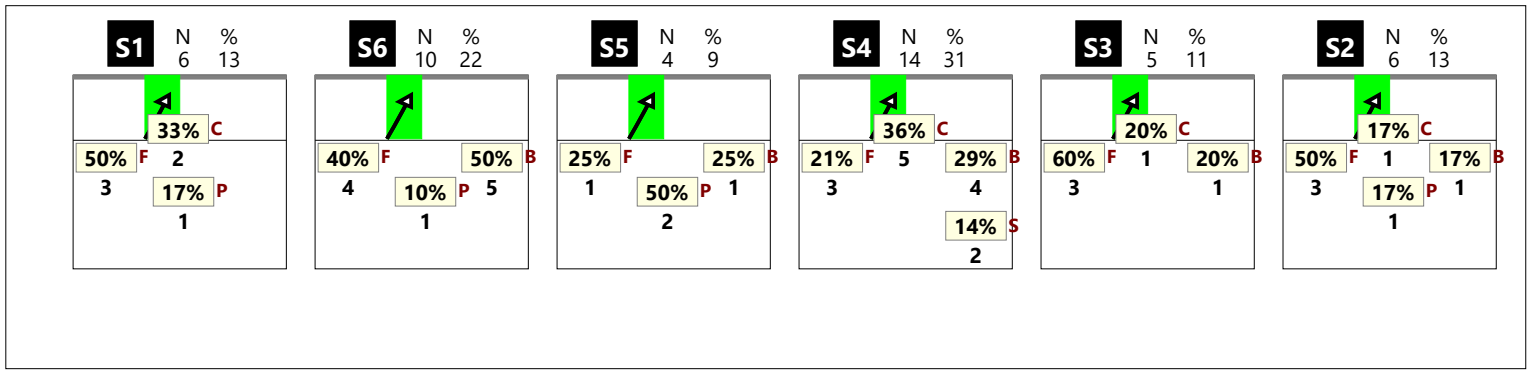 S1 N % S6 N % S5 N % S4 N % S3 N % S2 N %
6 13 10 22 4 9 14 31 5 11 6 13
33% C 36% C 20% C 17% C
2 5 1 1
50% F 40% F 50% B 25% F 25% B 21% F 29% B 60% F 20% B 50% F 17% B
3 4 5 1 1 3 4 3 1 3 1
17% P 10% P 50% P 17% P
1 1 2 1
14% S
2